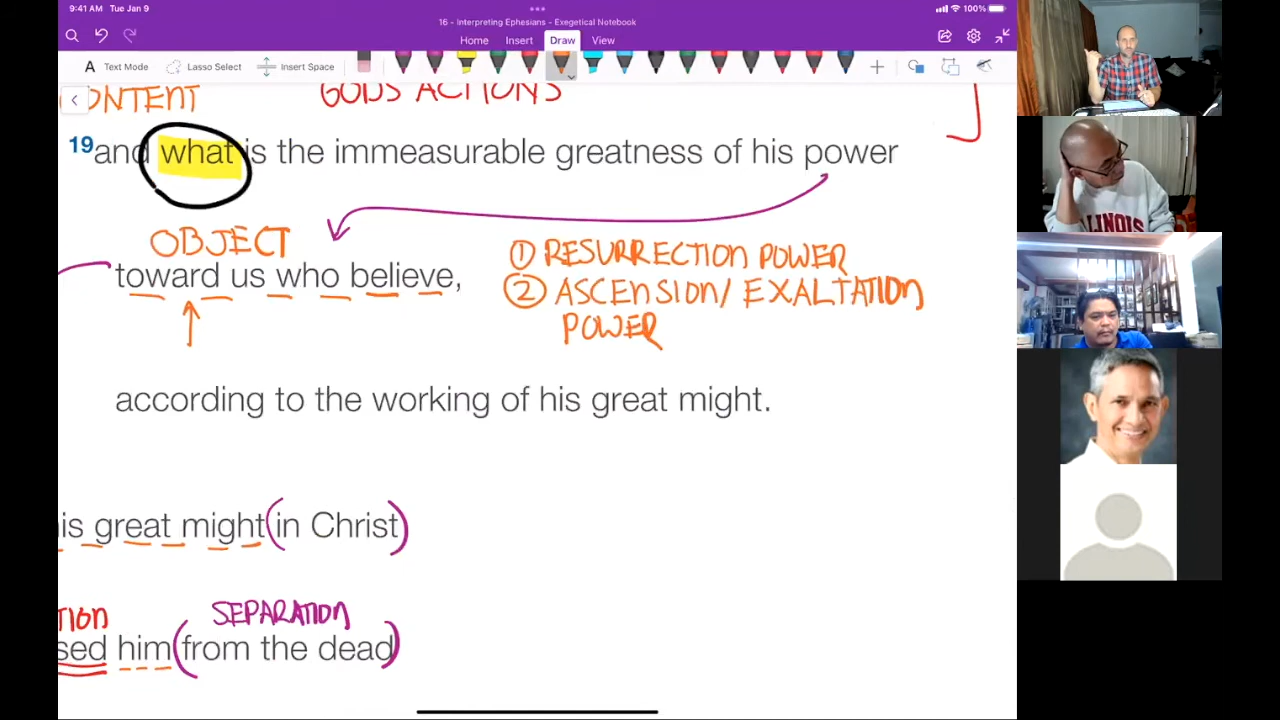 9:41 AM Tue Jan 9
100%
16 - Interpreting Ephesians - Exegetical Notebook
Home Insert Draw View
Text Mode Lasso Select Insert Space
CONTENT GODS ACTIONS
19 and what is the immeasurable greatness of his power
OBJECT
toward us who believe,
① RESURRECTION POWER
② ASCENSION/ EXALTATION
POWER
according to the working of his great might.
is great might (in Christ)
TION SEPARATION
sed him (from the dead)
ILLINOIS